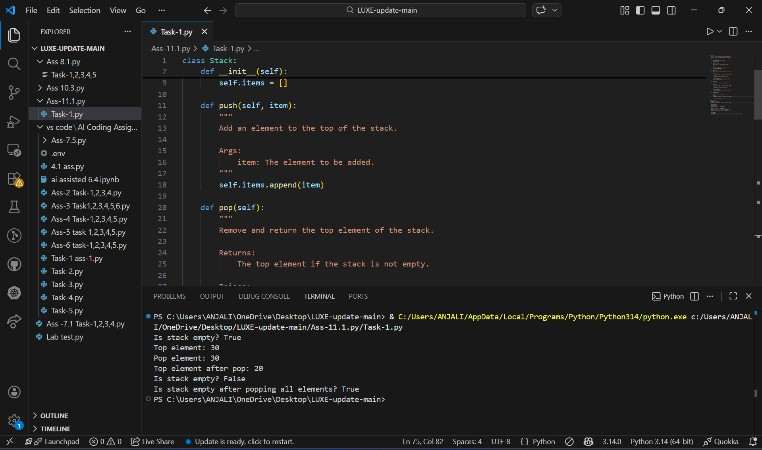 File Edit Selection View Go ··· LUXE-update-main
EXPLORER ···
LUXE-UPDATE-MAIN
Ass 8.1.py
Task-1,2,3,4,5
Ass 10.3.py
Ass-11.1.py
Task-1.py
vs code \ AI Coding Assig...
Ass-7.5.py
.env
4.1 ass.py
ai assisted 6.4.ipynb
Ass-2 Task-1,2,3,4.py
Ass-3 Task1,2,3,4,5,6.py
Ass-4 Task-1,2,3,4,5.py
Ass-5 task 1,2,3,4,5.py
Ass-6 task-1,2,3,4,5.py
Task-1 ass-1.py
Task-2.py
Task-3.py
Task-4.py
Task-5.py
Ass -7.1 Task-1,2,3,4.py
Lab test.py
OUTLINE
TIMELINE
Task-1.py
Ass-11.1.py > Task-1.py > ...
1 class Stack:
7 def __init__(self):
9 self.items = []
10
11 def push(self, item):
12 """
13 Add an element to the top of the stack.
14
15 Args:
16 item: The element to be added.
17 """
18 self.items.append(item)
19
20 def pop(self):
21 """
22 Remove and return the top element of the stack.
23
24 Returns:
25 The top element if the stack is not empty.
26
PROBLEMS OUTPUT DEBUG CONSOLE TERMINAL PORTS Python ···
PS C:\Users\ANJALI\OneDrive\Desktop\LUXE-update-main> & C:/Users/ANJALI/AppData/Local/Programs/Python/Python314/python.exe c:/Users/ANJAL
I/OneDrive/Desktop/LUXE-update-main/Ass-11.1.py/Task-1.py
Is stack empty? True
Top element: 30
Pop element: 30
Top element after pop: 20
Is stack empty? False
Is stack empty after popping all elements? True
PS C:\Users\ANJALI\OneDrive\Desktop\LUXE-update-main>
1
Launchpad 0 0 Live Share Update is ready, click to restart. Ln 75, Col 82 Spaces: 4 UTF-8 {} Python 3.14.0 Python 3.14 (64-bit) Quokka